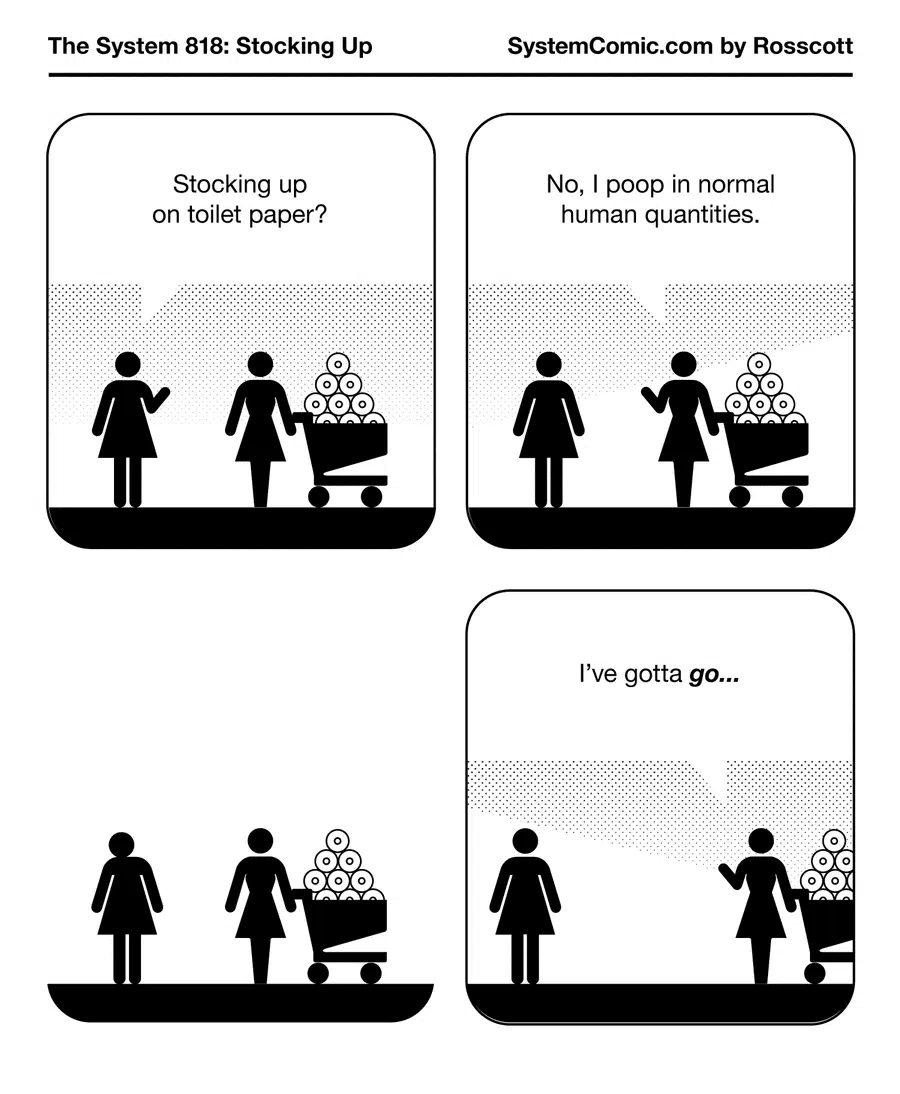 The System 818: Stocking Up
SystemComic.com by Rosscott
Stocking up
on toilet paper?
No, I poop in normal
human quantities.
I’ve gotta go...